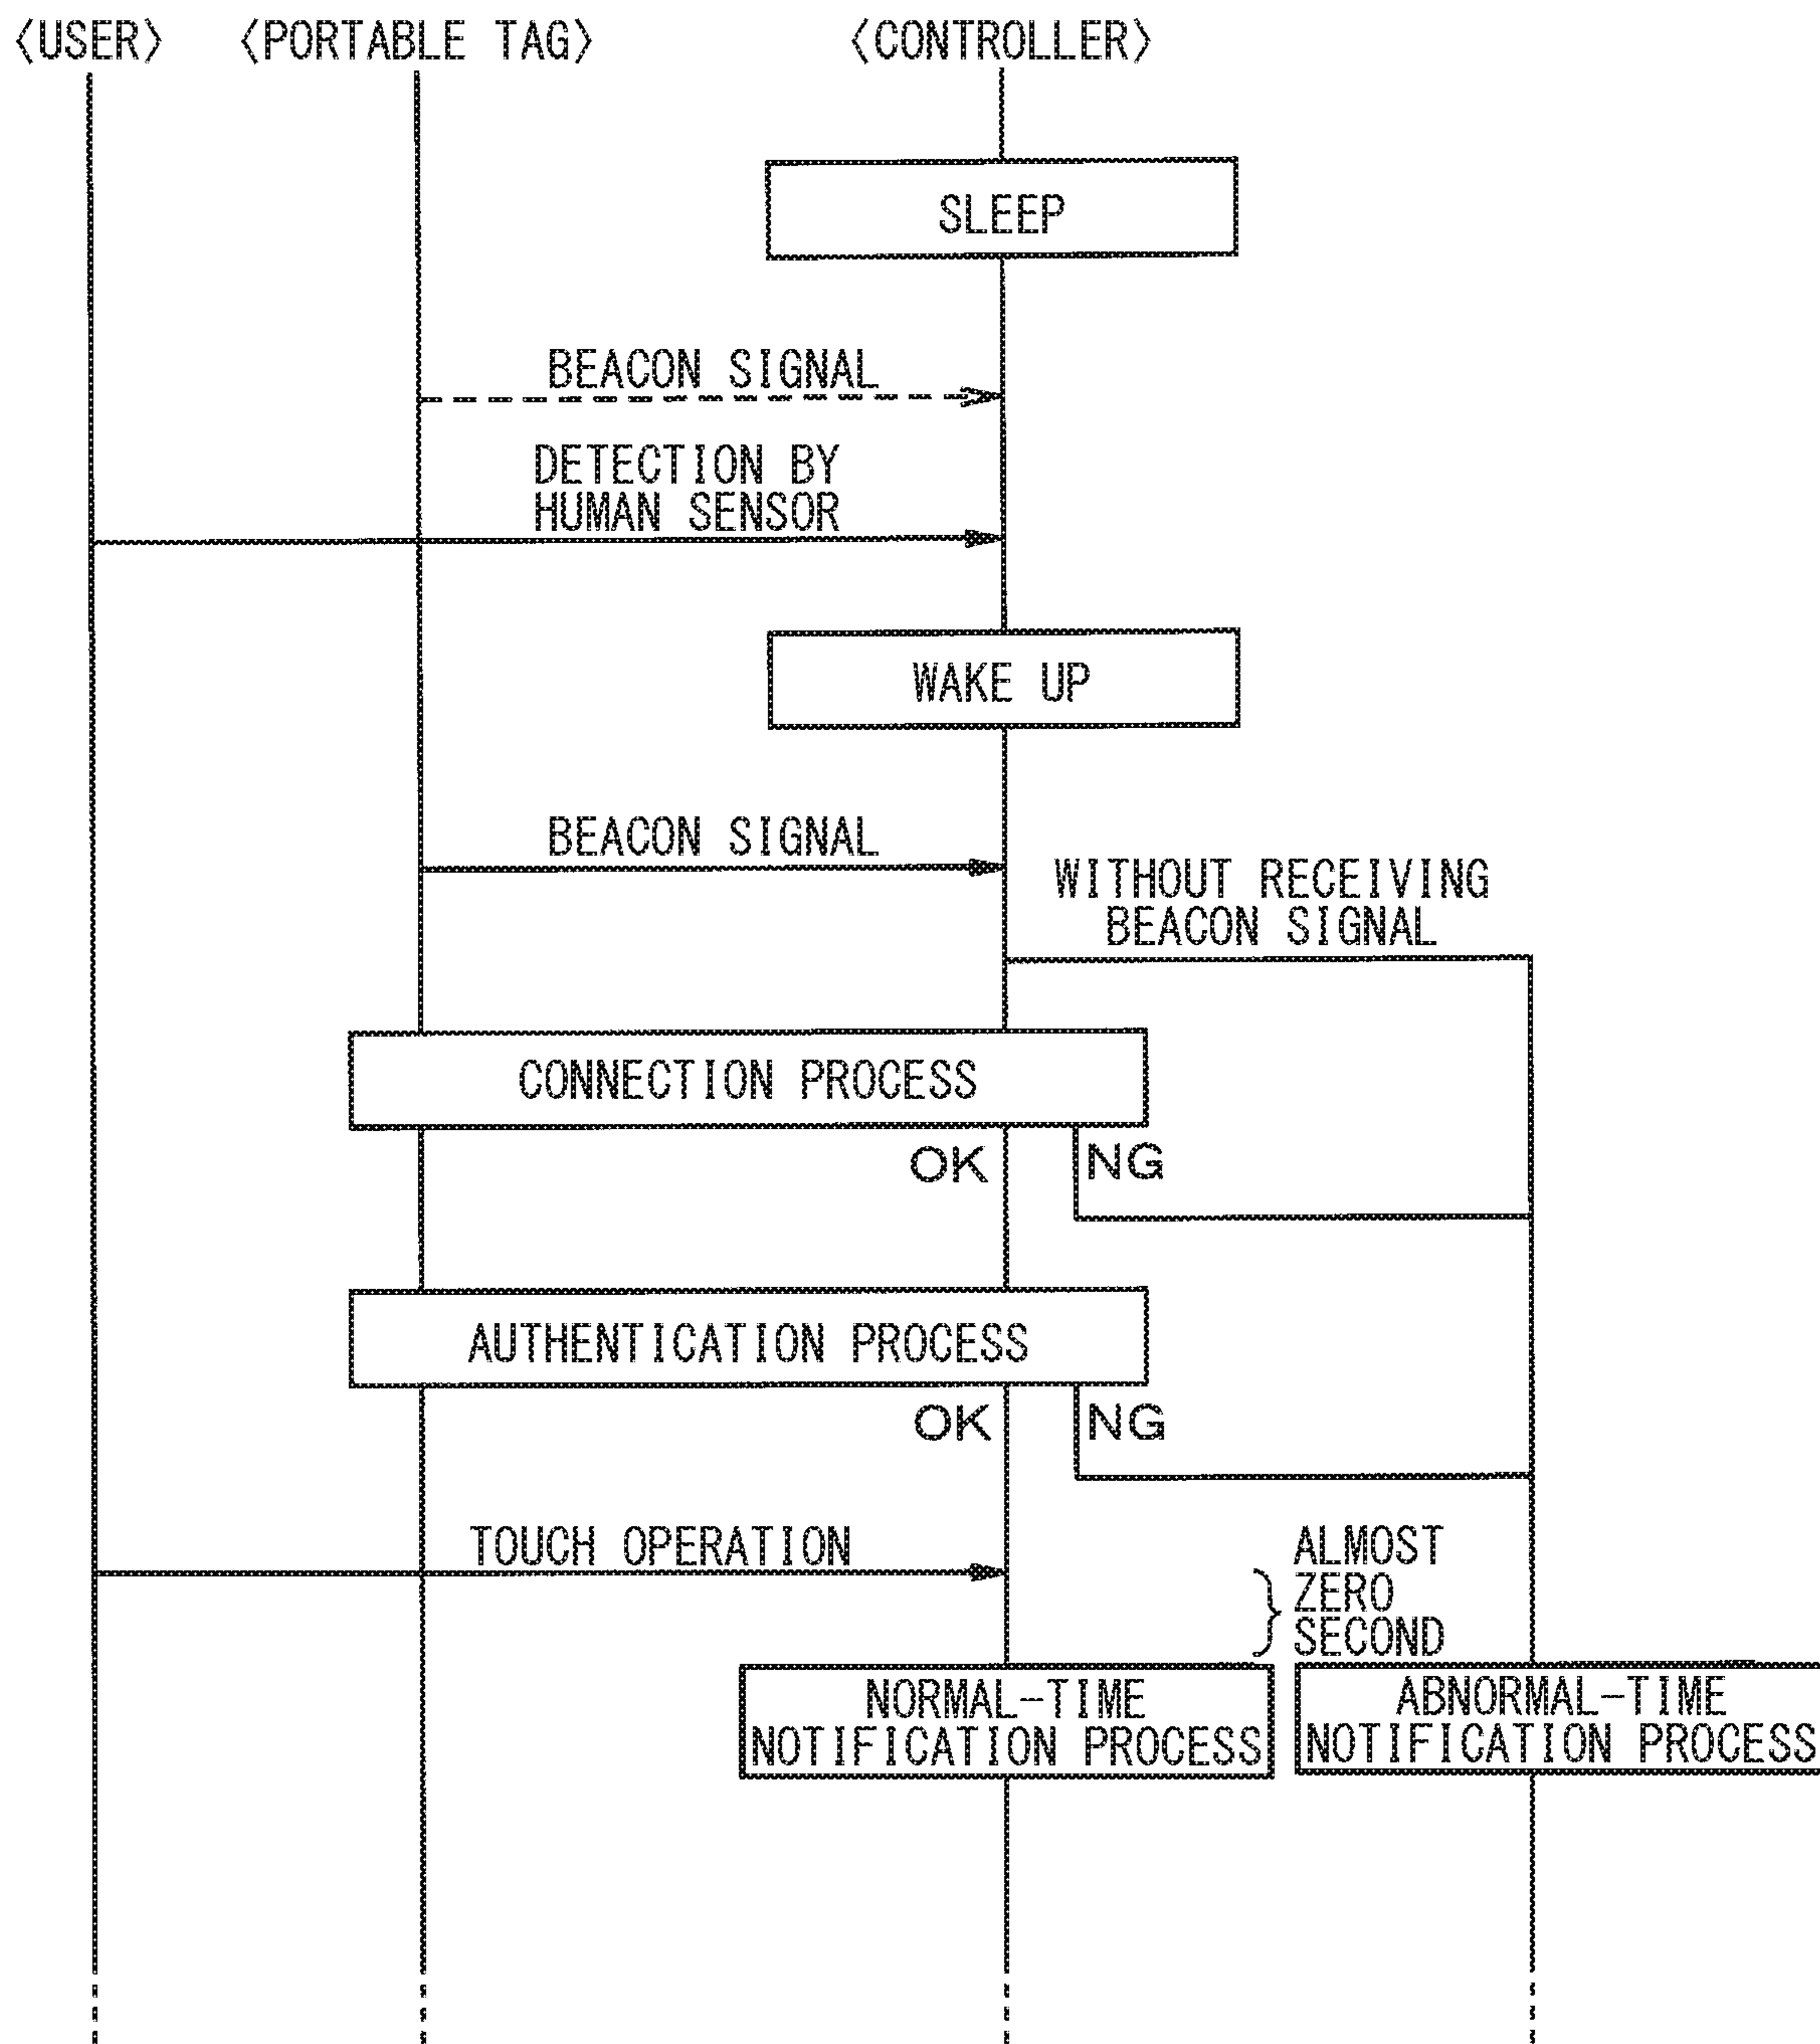 〈USER〉 〈PORTABLE TAG〉 〈CONTROLLER〉
SLEEP
BEACON SIGNAL
DETECTION BY
HUMAN SENSOR
WAKE UP
BEACON SIGNAL
WITHOUT RECEIVING
BEACON SIGNAL
CONNECTION PROCESS
OK NG
AUTHENTICATION PROCESS
OK NG
TOUCH OPERATION
ALMOST
ZERO
SECOND
NORMAL-TIME
NOTIFICATION PROCESS
ABNORMAL-TIME
NOTIFICATION PROCESS